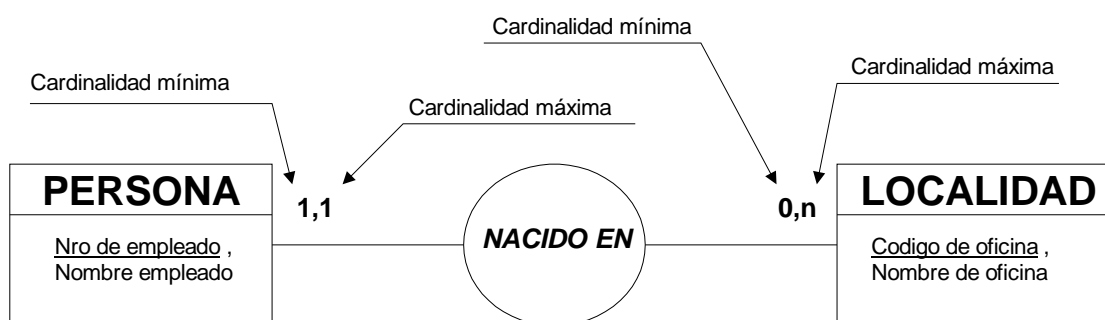 Cardinalidad mínima
Cardinalidad máxima
Cardinalidad mínima
Cardinalidad máxima
PERSONA
1,1
0,n
LOCALIDAD
Nro de empleado ,
Nombre empleado
NACIDO EN
Codigo de oficina ,
Nombre de oficina